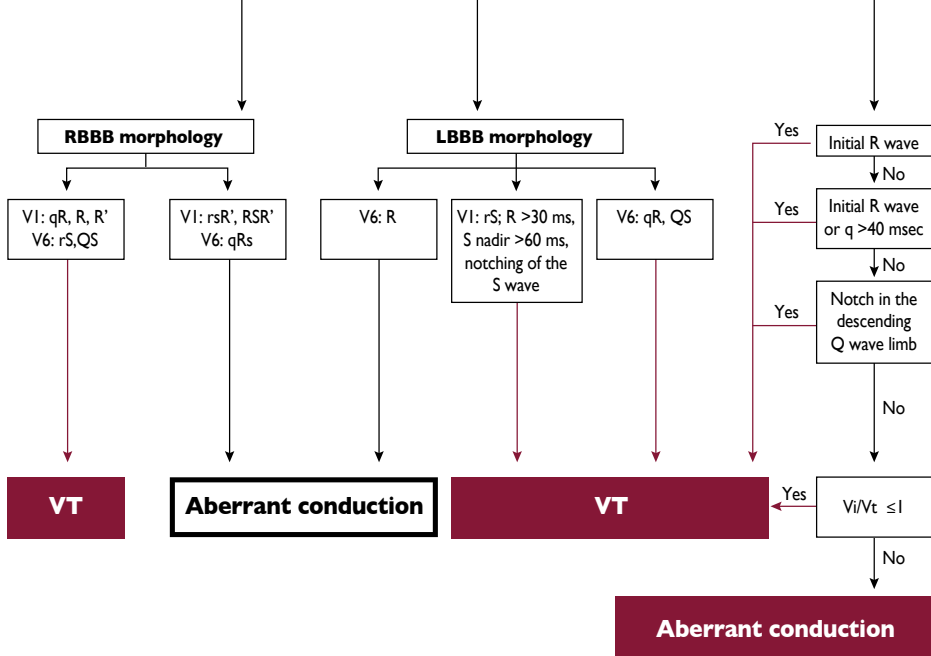 RBBB morphology
V1: qR, R, R’
V6: rS,QS
V1: rsR’, RSR’
V6: qRs
LBBB morphology
V6: R
V1: rS; R >30 ms,
S nadir >60 ms,
notching of the
S wave
V6: qR, QS
Yes
Initial R wave
No
Yes
Initial R wave
or q >40 msec
No
Yes
Notch in the
descending
Q wave limb
No
VT
Aberrant conduction
VT
Yes
Vi/Vt ≤1
No
Aberrant conduction